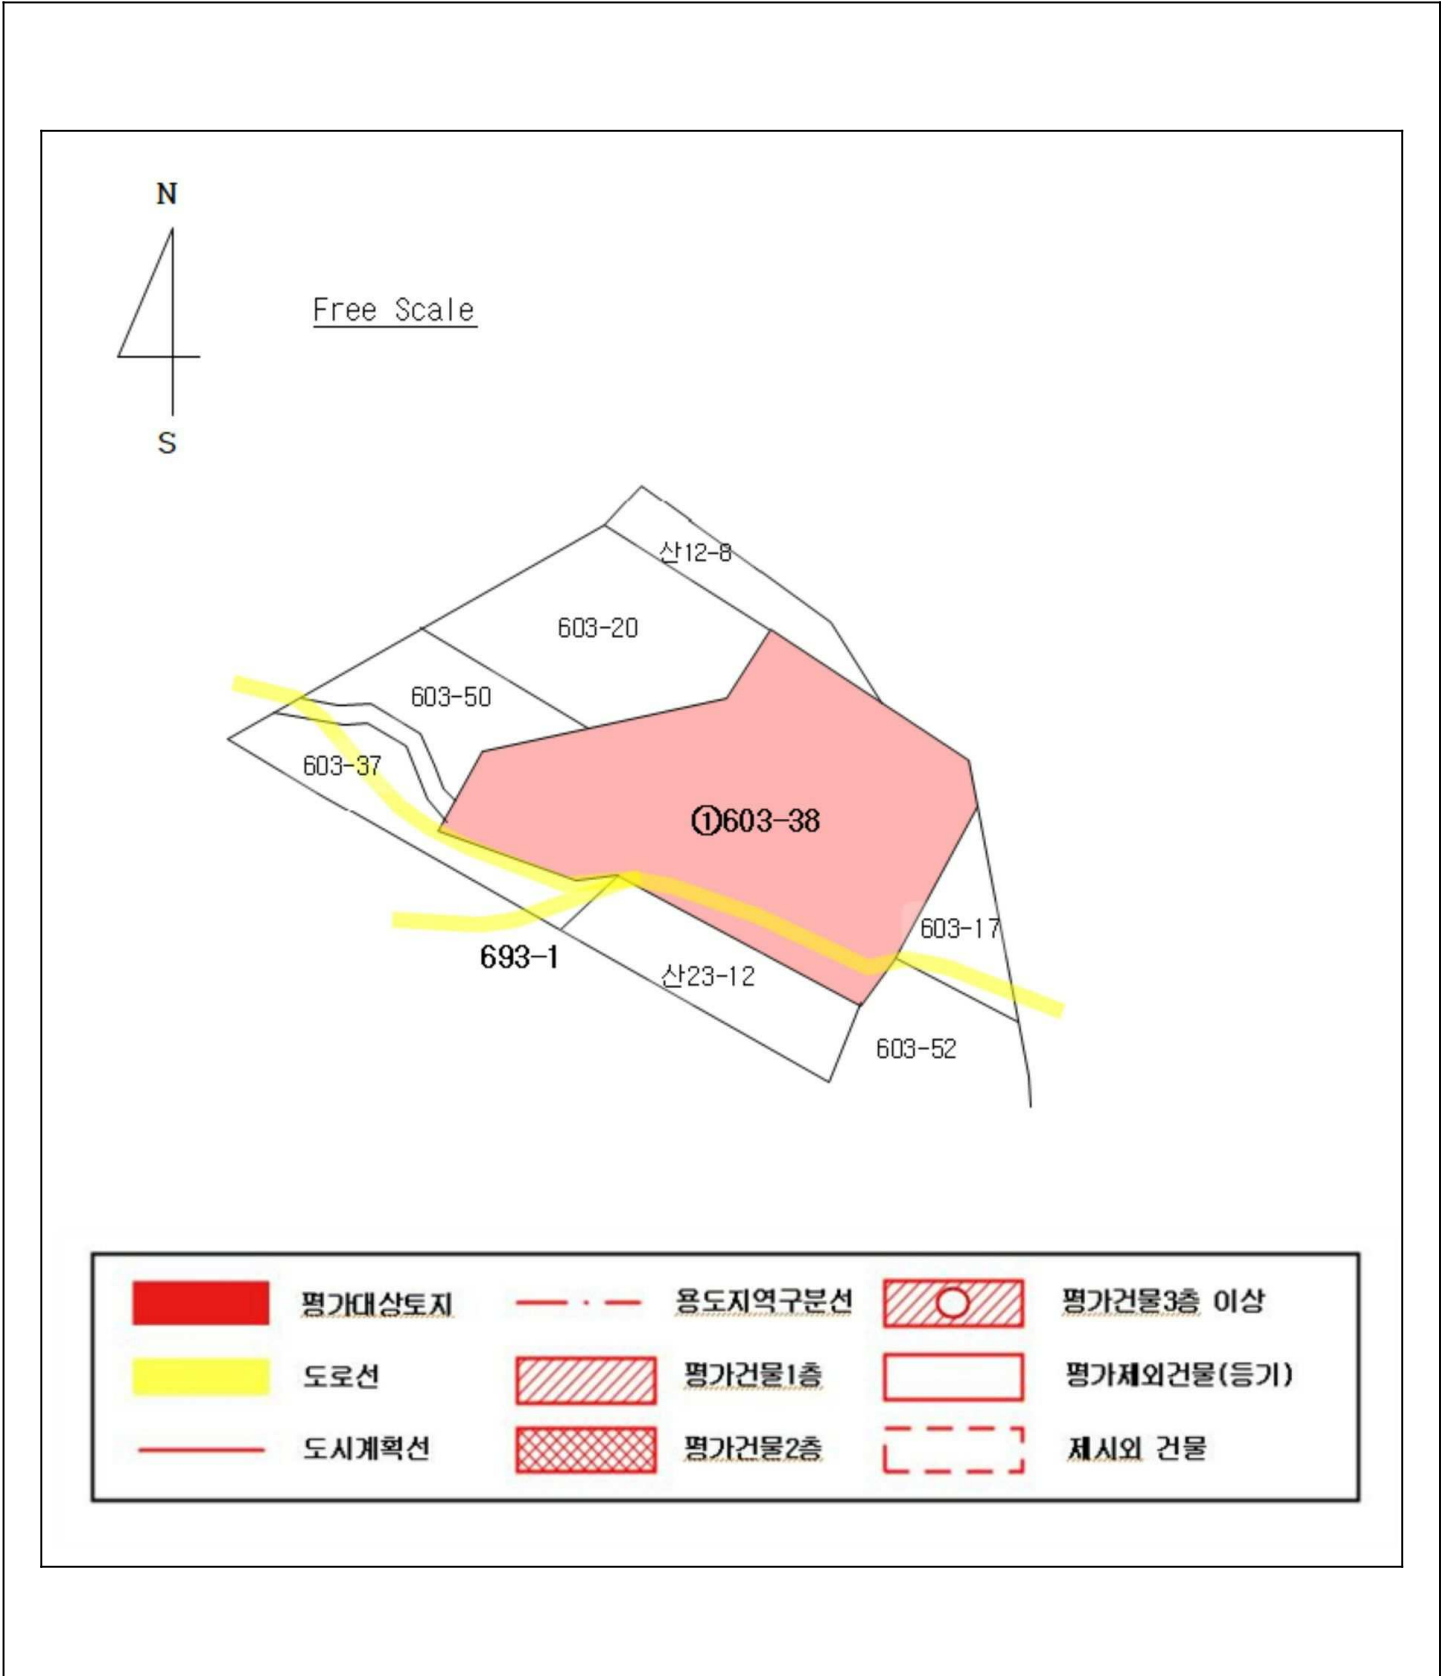 N
Free Scale
S
산12-8
603-20
603-50
603-37
①603-38
603-17
693-1
산23-12
603-52
평가대상토지
용도지역구분선
평가건물3층 이상
도로선
평가건물1층
평가제외건물(등기)
도시계획선
평가건물2층
제시외 건물